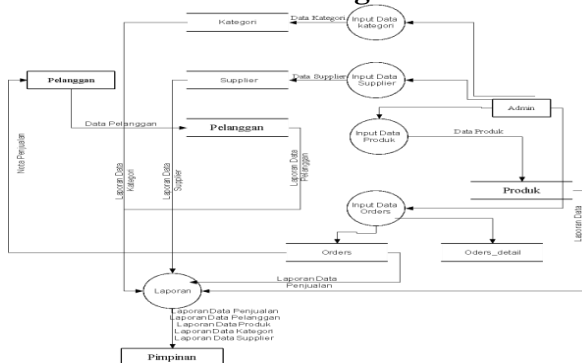 Kategori
Data Kategori
Input Data
kategori
Pelanggan
Supplier
Data Supplier
Input Data
Supplier
Admin
Data Pelanggan
Pelanggan
Input Data
Produk
Data Produk
Nota Penjualan
Laporan Data
Kategori
Laporan Data
Supplier
Laporan Data
Pelanggan
Produk
Input Data
Orders
Laporan Data
Orders
Oders_detail
Laporan Data
Penjualan
Laporan
Laporan Data Penjualan
Laporan Data Pelanggan
Laporan Data Produk
Laporan Data Kategori
Laporan Data Supplier
Pimpinan